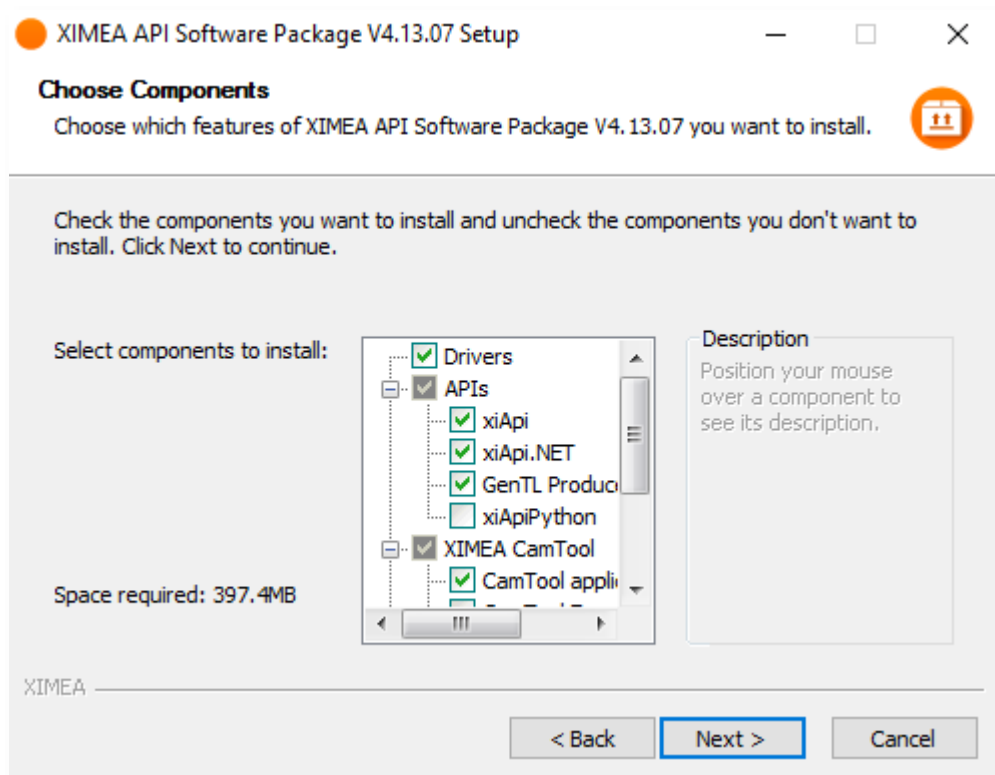 XIMEA API Software Package V4.13.07 Setup
Choose Components
Choose which features of XIMEA API Software Package V4.13.07 you want to install.
Check the components you want to install and uncheck the components you don't want to
install. Click Next to continue.
Select components to install:
Drivers
APIs
xiApi
xiApi.NET
GenTL Produc
xiApiPython
XIMEA CamTool
CamTool appli
Space required: 397.4MB
Description
Position your mouse
over a component to
see its description.
XIMEA
< Back
Next >
Cancel